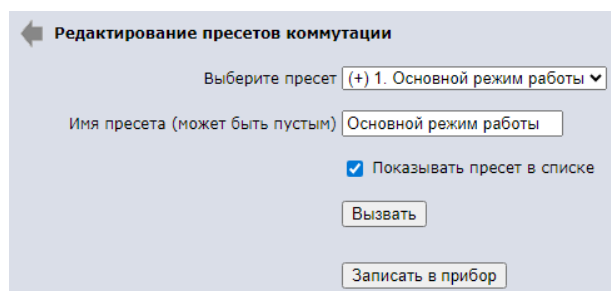 Редактирование пресетов коммутации
Выберите пресет (+) 1. Основной режим работы
Имя пресета (может быть пустым) Основной режим работы
Показывать пресет в списке
Вызвать
Записать в прибор